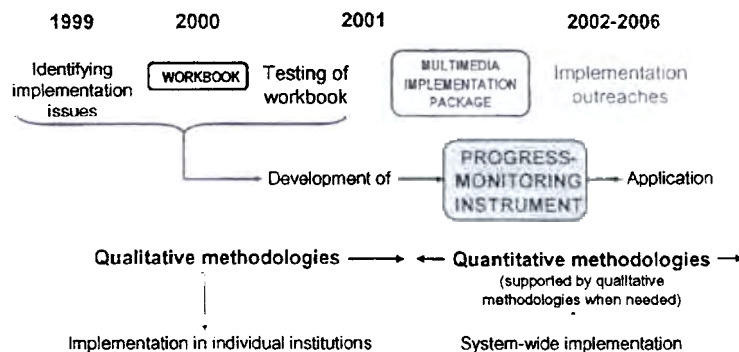 1999 2000 2001 2002-2006
Identifying
implementation
issues
WORKBOOK
Testing of
workbook
MULTIMEDIA
IMPLEMENTATION
PACKAGE
Implementation
outreaches
Development of
PROGRESS-
MONITORING
INSTRUMENT
Application
Qualitative methodologies
Quantitative methodologies
(supported by qualitative
methodologies when needed)
Implementation in individual institutions
System-wide implementation